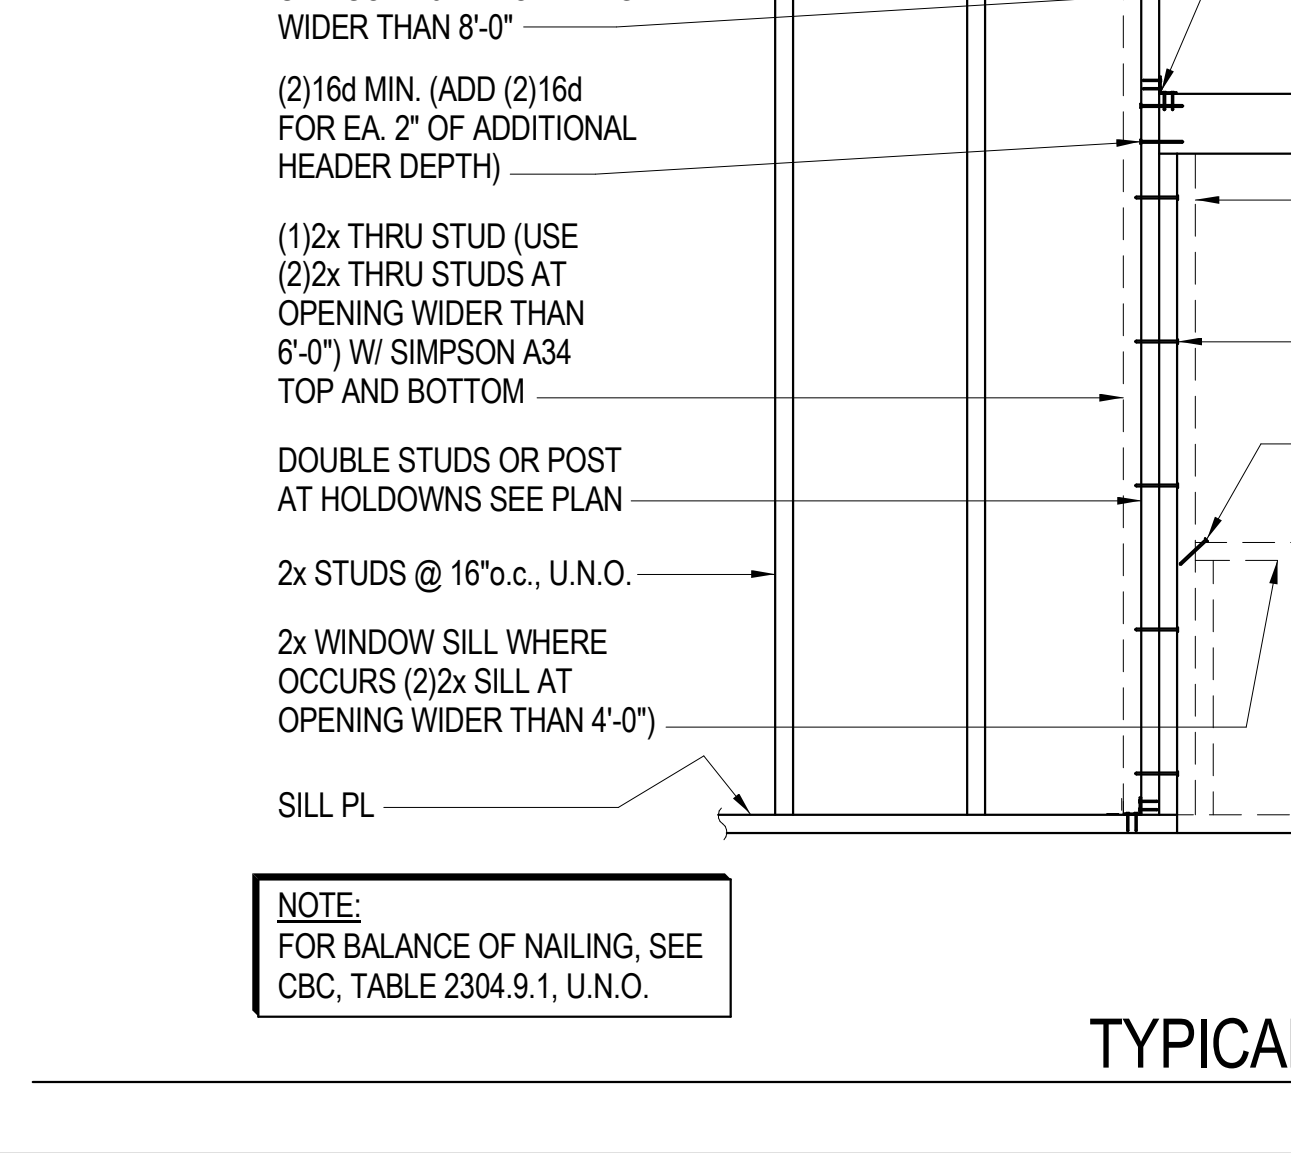 WIDER THAN 8'-0"
(2)16d MIN. (ADD (2)16d
FOR EA. 2" OF ADDITIONAL
HEADER DEPTH)
(1)2x THRU STUD (USE
(2)2x THRU STUDS AT
OPENING WIDER THAN
6'-0") W/ SIMPSON A34
TOP AND BOTTOM
DOUBLE STUDS OR POST
AT HOLDOWNS SEE PLAN
2x STUDS @ 16"o.c., U.N.O.
2x WINDOW SILL WHERE
OCCURS (2)2x SILL AT
OPENING WIDER THAN 4'-0")
SILL PL
NOTE:
FOR BALANCE OF NAILING, SEE
CBC, TABLE 2304.9.1, U.N.O.
TYPICA